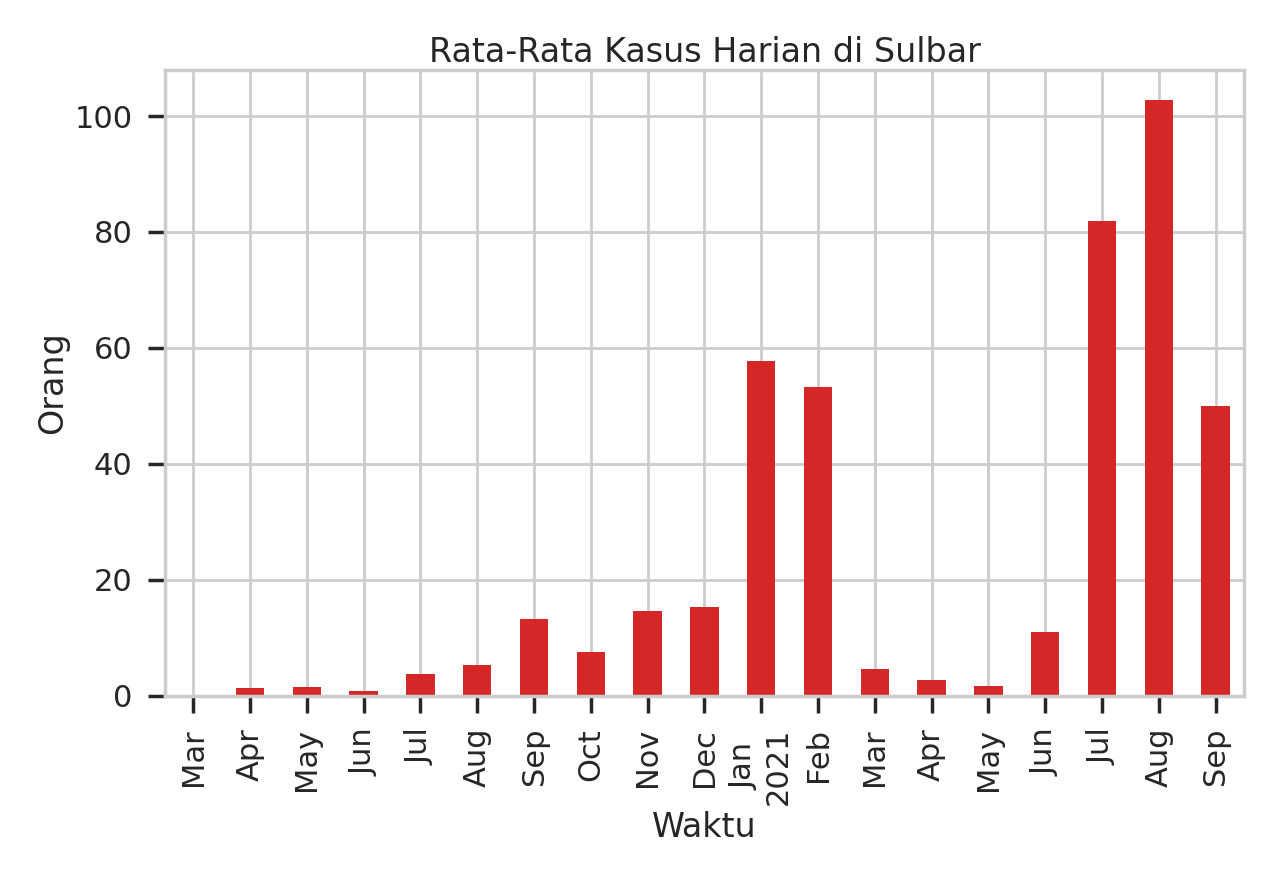 Rata-Rata Kasus Harian di Sulbar
100
80
60
40
20
0
Orang
Mar
Apr
May
Jun
Jul
Aug
Sep
Oct
Nov
Dec
Jan
2021
Feb
Mar
Apr
May
Jun
Jul
Aug
Sep
Waktu